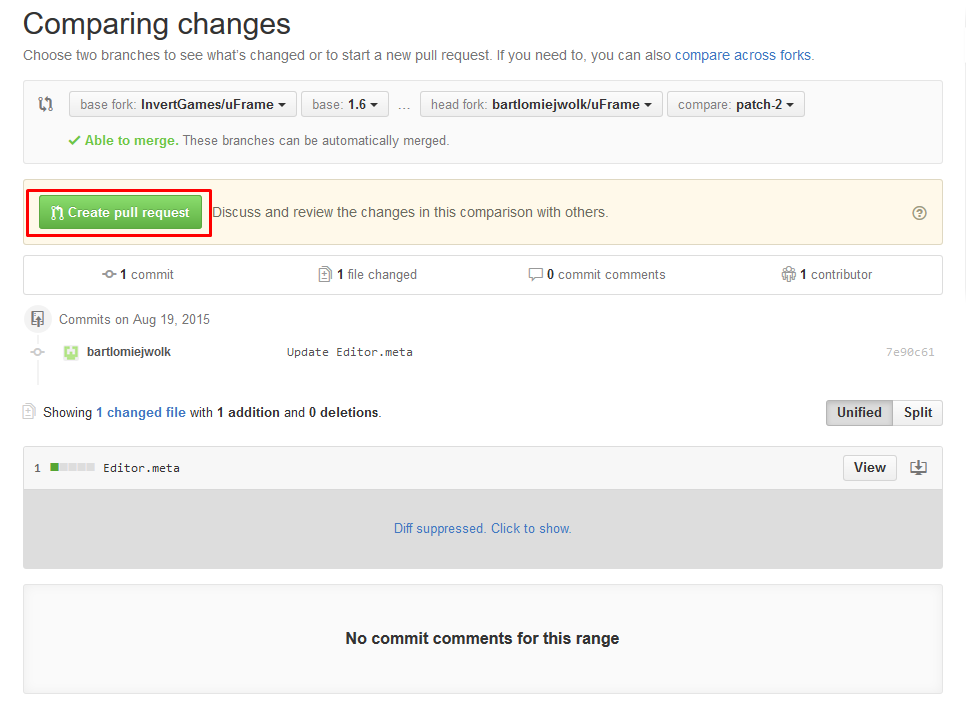 Comparing changes
Choose two branches to see what's changed or to start a new pull request. If you need to, you can also compare across forks.
base fork: InvertGames/uFrame base: 1.6 ... head fork: bartlomiejwolk/uFrame compare: patch-2
Able to merge. These branches can be automatically merged.
Create pull request Discuss and review the changes in this comparison with others.
1 commit 1 file changed 0 commit comments 1 contributor
Commits on Aug 19, 2015
bartlomiejwolk Update Editor.meta 7e90c61
Showing 1 changed file with 1 addition and 0 deletions. Unified Split
1 Editor.meta View
Diff suppressed. Click to show.
No commit comments for this range